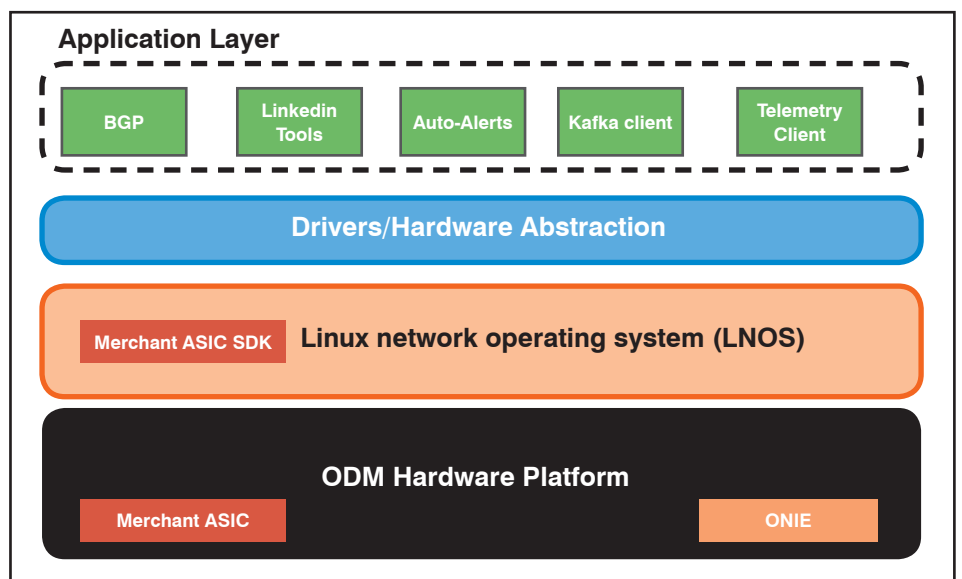 Application Layer
BGP
Linkedin
Tools
Auto-Alerts
Kafka client
Telemetry
Client
Drivers/Hardware Abstraction
Merchant ASIC SDK
Linux network operating system (LNOS)
ODM Hardware Platform
Merchant ASIC
ONIE